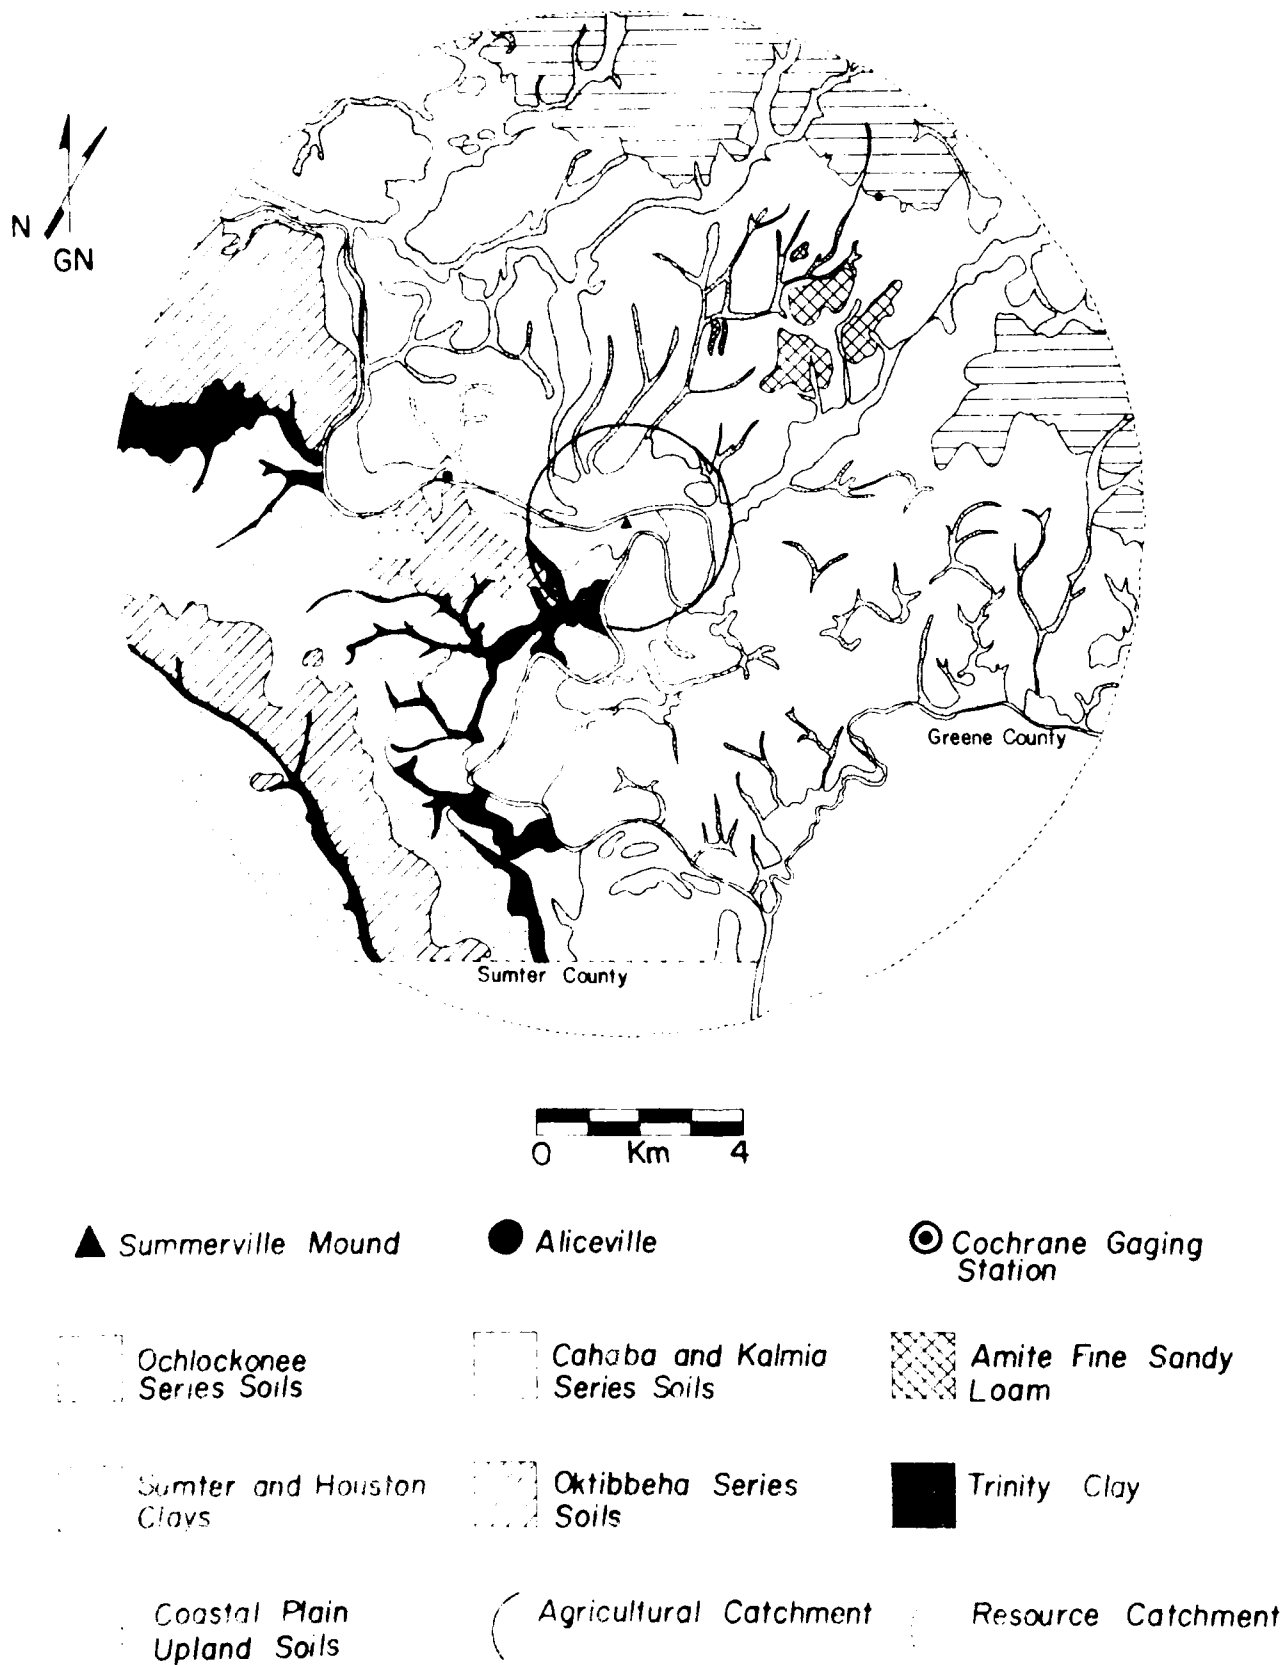 N
GN
Greene County
Sumter County
0 Km 4
Summerville Mound
Aliceville
Cochrane Gaging
Station
Ochlockonee
Series Soils
Cahaba and Kalmia
Series Soils
Amite Fine Sandy
Loam
Sumter and Houston
Clays
Oktibbeha Series
Soils
Trinity Clay
Coastal Plain
Upland Soils
Agricultural Catchment
Resource Catchment